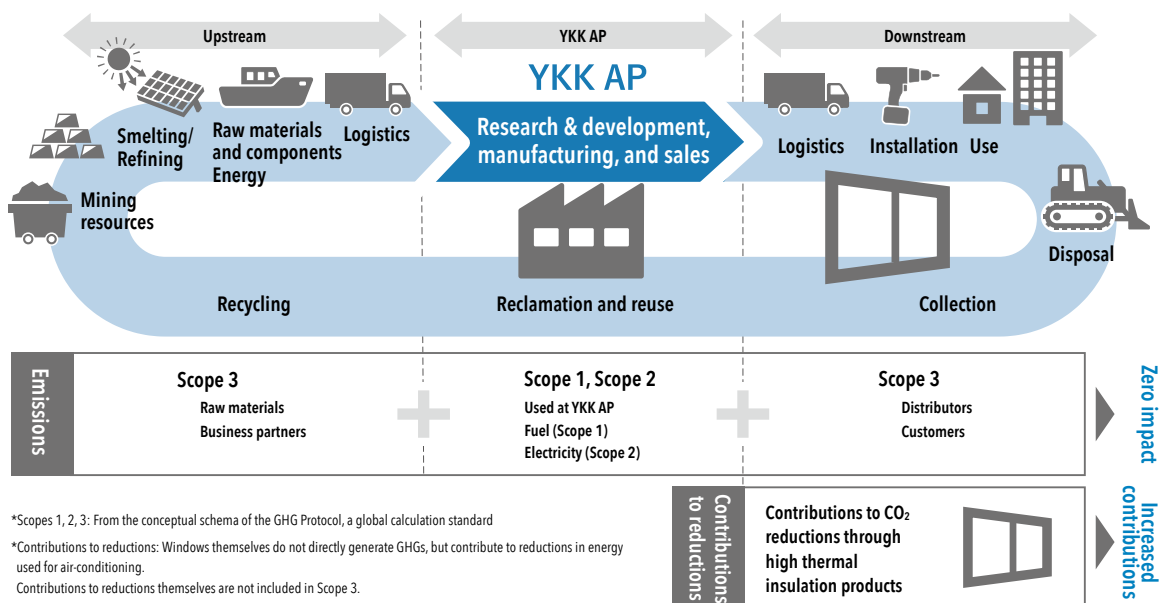 Upstream
YKK AP
Downstream
YKK AP
Smelting/
Refining
Raw materials
and components
Energy
Logistics
Research & development,
manufacturing, and sales
Logistics
Installation
Use
Mining
resources
Disposal
Recycling
Reclamation and reuse
Collection
Emissions
Scope 3
Raw materials
Business partners
Scope 1, Scope 2
Used at YKK AP
Fuel (Scope 1)
Electricity (Scope 2)
Scope 3
Distributors
Customers
Zero impact
*Scopes 1, 2, 3: From the conceptual schema of the GHG Protocol, a global calculation standard
*Contributions to reductions: Windows themselves do not directly generate GHGs, but contribute to reductions in energy
used for air-conditioning.
Contributions to reductions themselves are not included in Scope 3.
Contributions
to reductions
Contributions to CO₂
reductions through
high thermal
insulation products
Increased
contributions